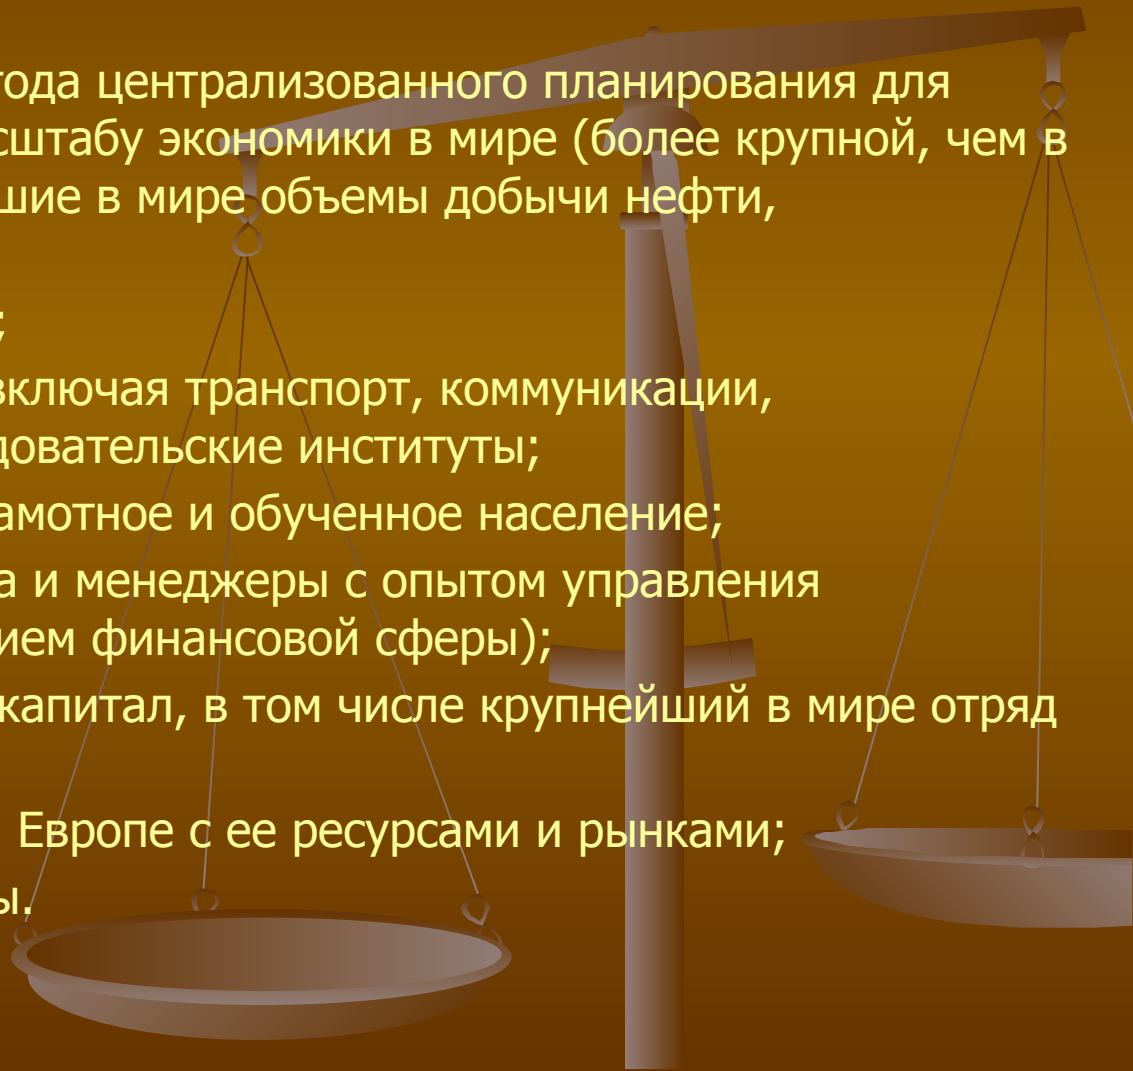 года централизованного планирования для
сштабу экономики в мире (более крупной, чем в
шие в мире объемы добычи нефти,
;
включая транспорт, коммуникации,
довательские институты;
амотное и обученное население;
а и менеджеры с опытом управления
ием финансовой сферы);
капитал, в том числе крупнейший в мире отряд
Европе с ее ресурсами и рынками;
ы.